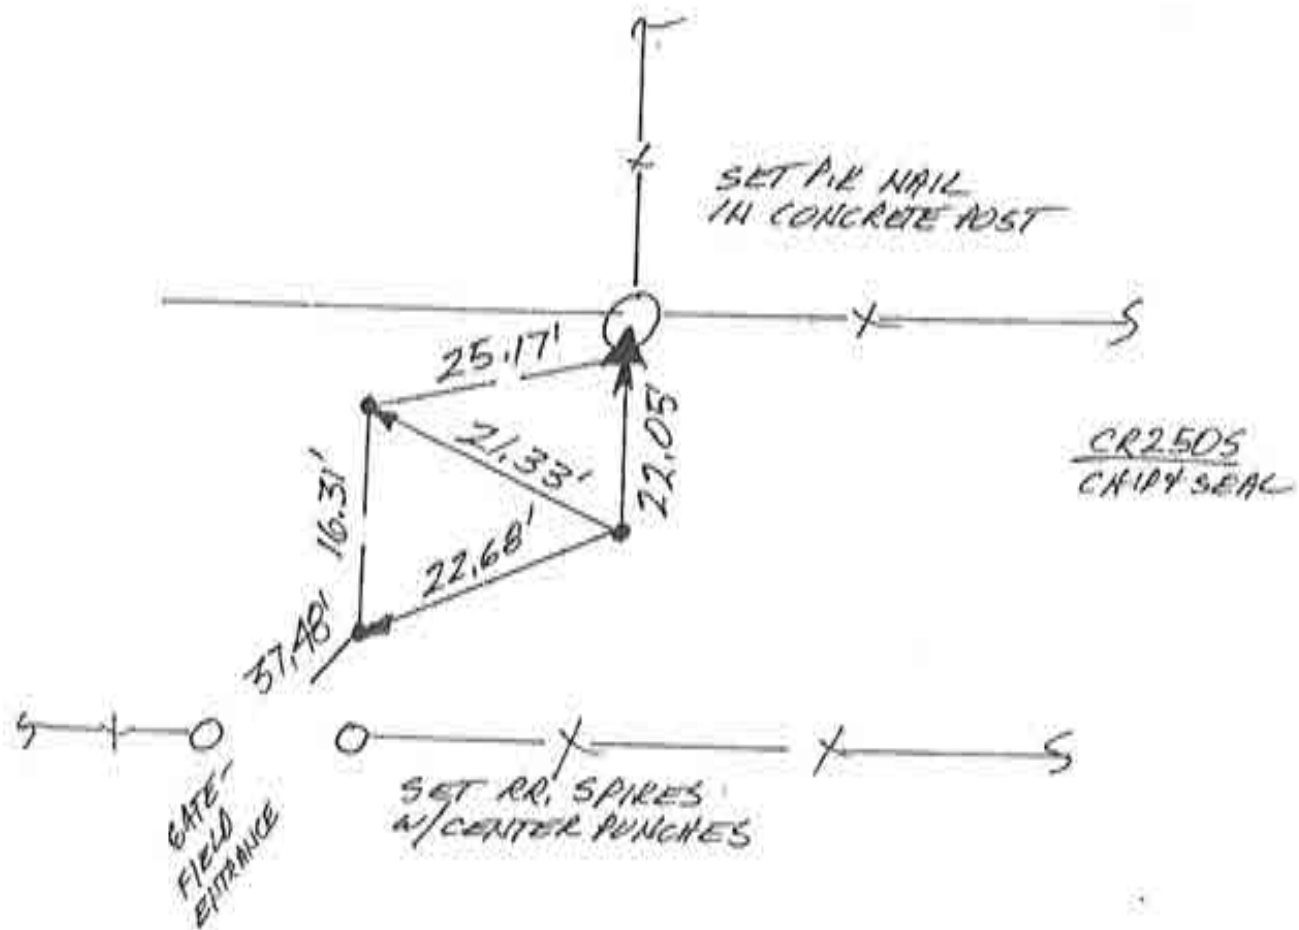 SET P.K NAIL
IN CONCRETE POST
25.17'
21.33'
22.05
16.31'
22.68'
37.48'
CR250S
CHIP & SEAL
GATE-
FIELD
ENTRANCE
SET RR. SPIKES
W/CENTER PUNCHES